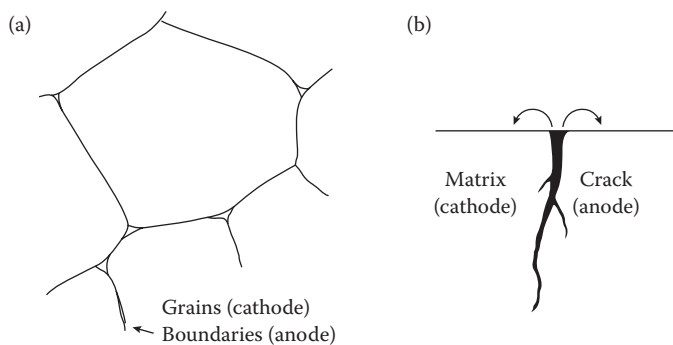 (a)
Grains (cathode)
Boundaries (anode)
(b)
Matrix
(cathode)
Crack
(anode)